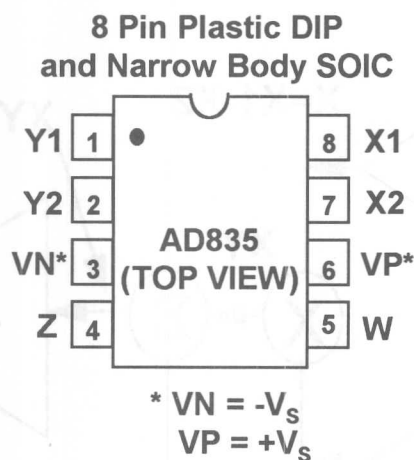 8 Pin Plastic DIP
and Narrow Body SOIC
Y1 1 8 X1
Y2 2 7 X2
AD835
VN* 3 (TOP VIEW) 6 VP*
Z 4 5 W
* VN = -VS
VP = +VS